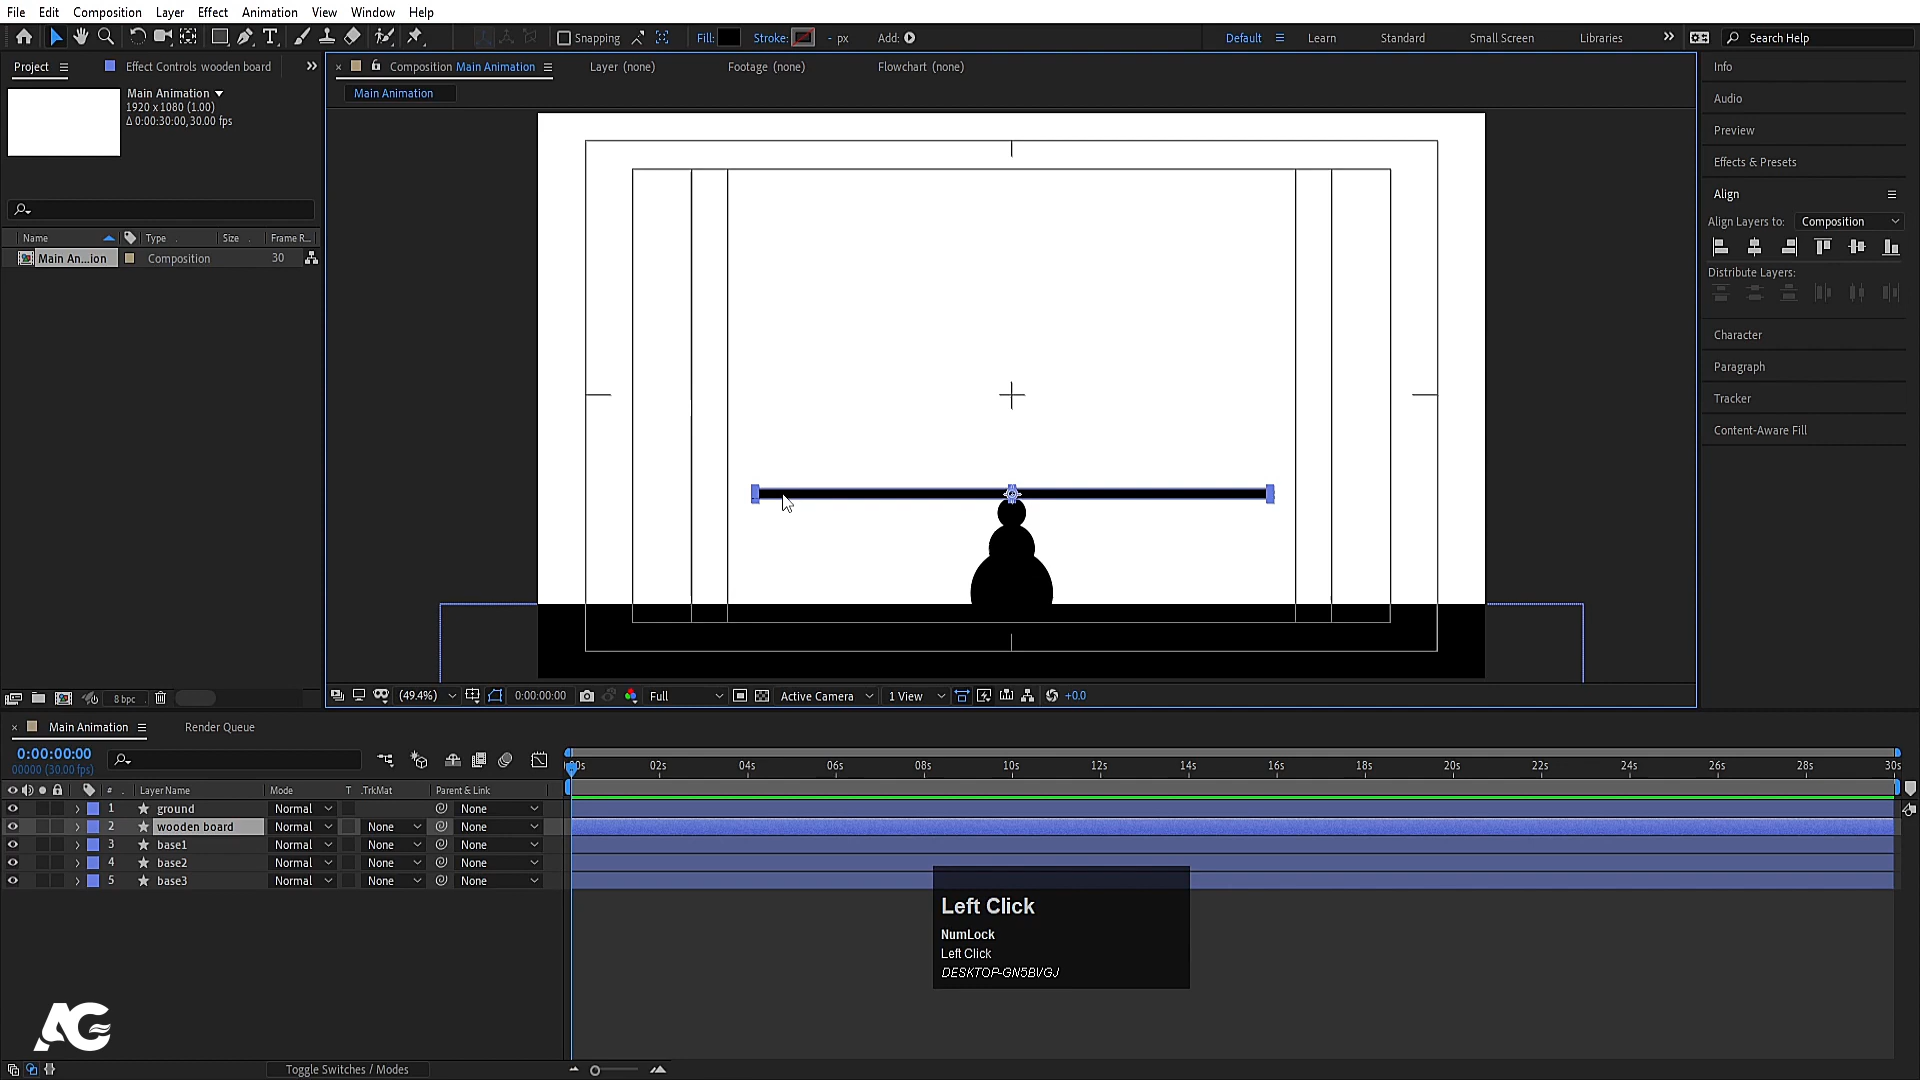 File Edit Composition Layer Effect Animation View Window Help
Snapping Fill: Stroke: - px Add: Default Learn Standard Small Screen Libraries Search Help
Project Effect Controls wooden board Composition Main Animation Layer (none) Footage (none) Flowchart (none) Info
Main Animation
Main Animation
1920 x 1080 (1.00)
Δ 0:00:30:00, 30.00 fps
Audio
Preview
Effects & Presets
Align
Align Layers to: Composition
Distribute Layers:
Character
Paragraph
Tracker
Content-Aware Fill
Name Type Size Frame R...
Main An...ion Composition 30
8 bpc (49.4%) 0:00:00:00 Full Active Camera 1 View +0.0
Main Animation Render Queue
0:00:00:00
00000 (30.00 fps)
02s 04s 06s 08s 10s 12s 14s 16s 18s 20s 22s 24s 26s 28s 30s
# Layer Name Mode T .TrkMat Parent & Link
1 ground Normal None
2 wooden board Normal None None
3 base1 Normal None None
4 base2 Normal None None
5 base3 Normal None None
Left Click
NumLock
Left Click
DESKTOP-GN5BVGJ
AG
Toggle Switches / Modes